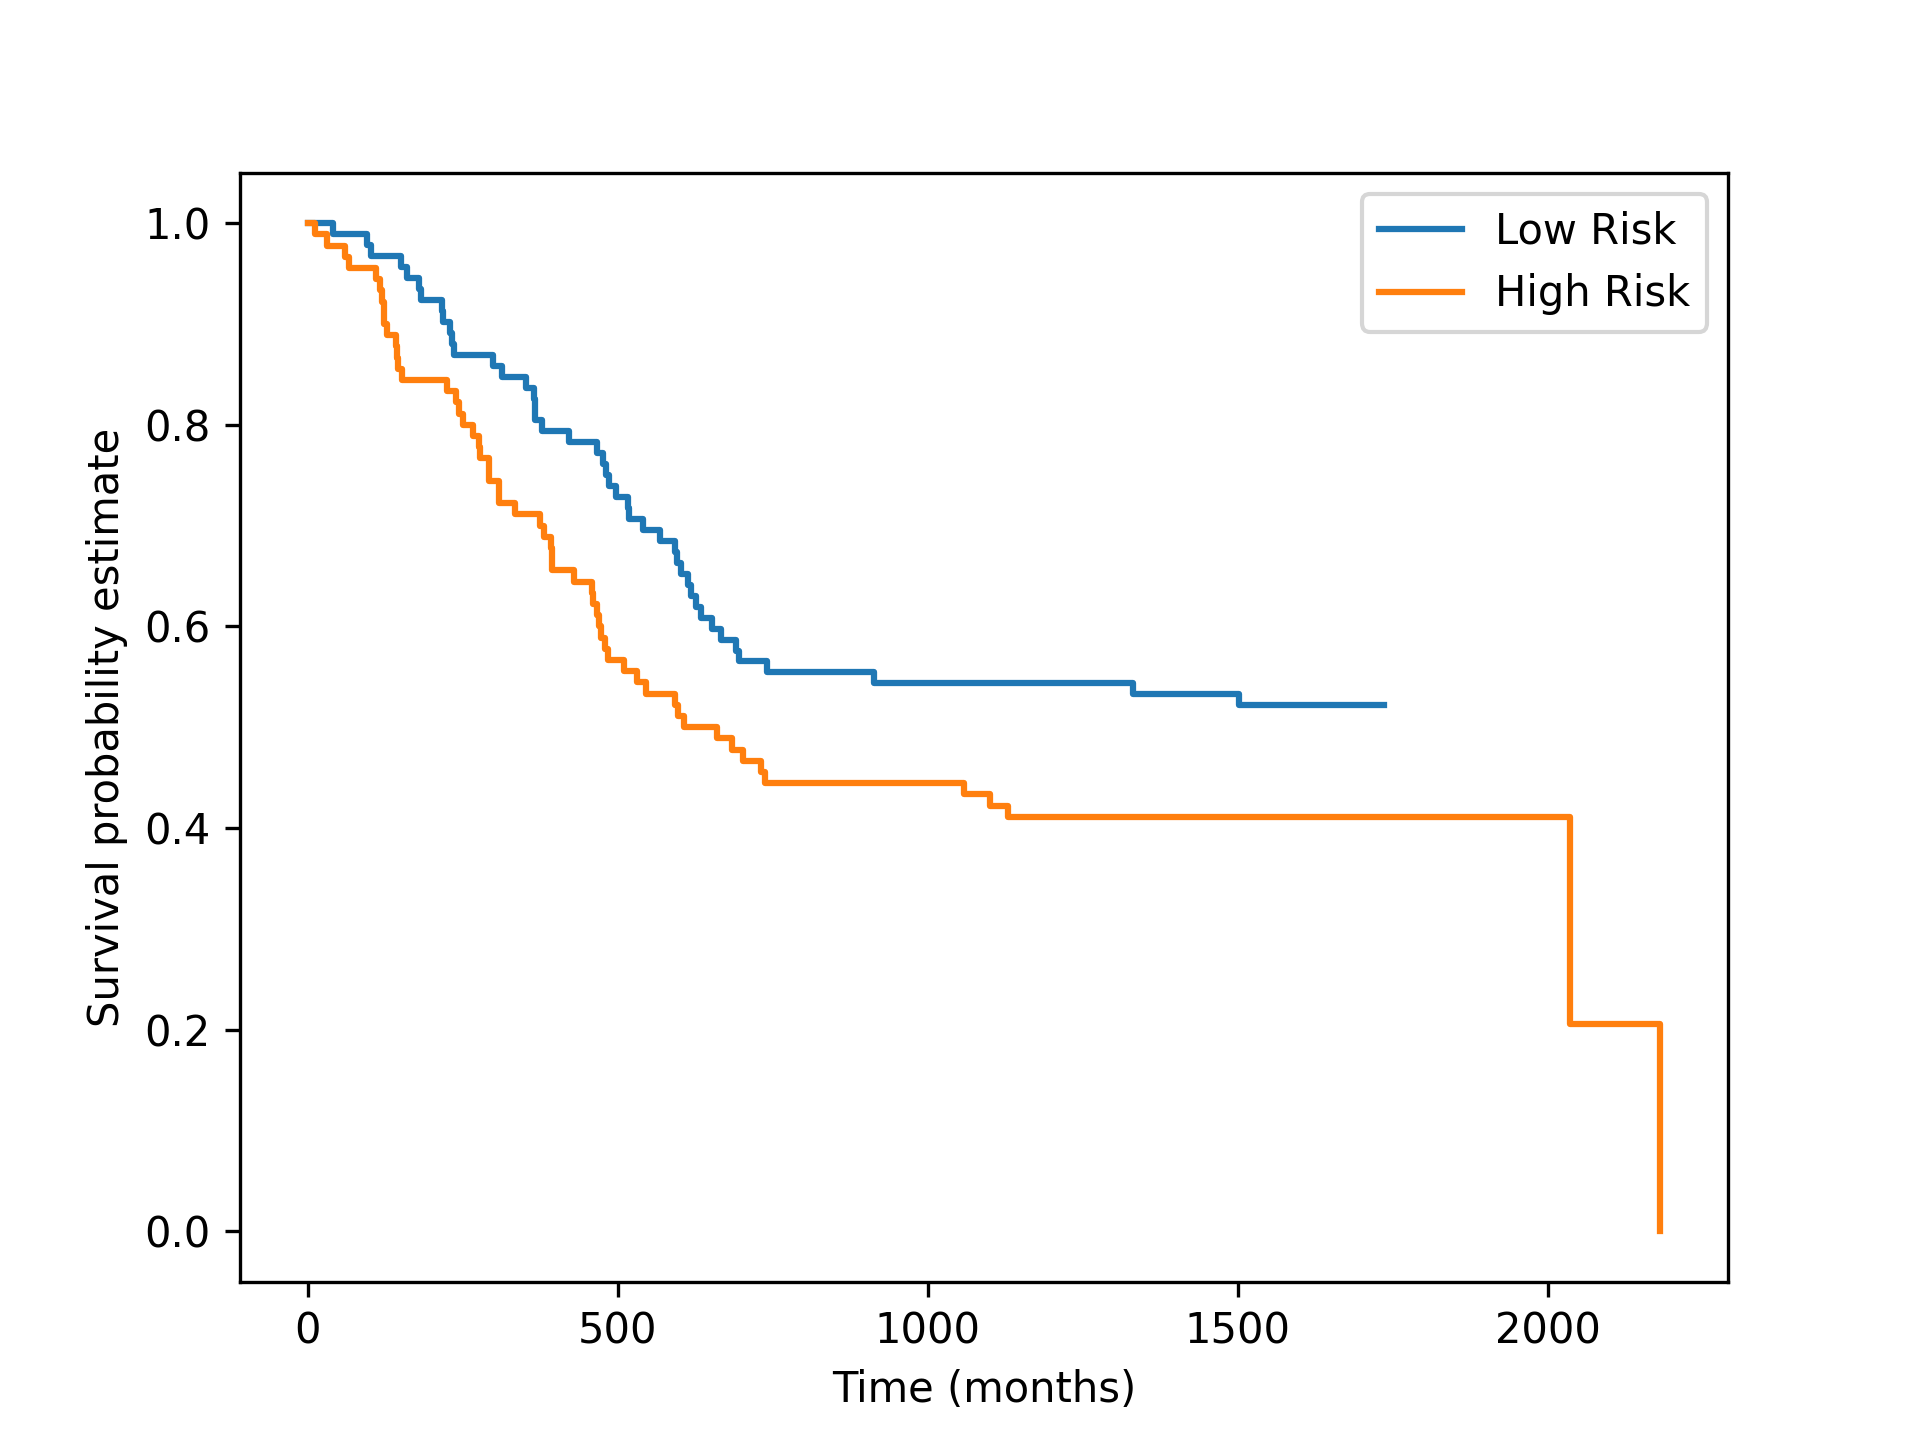 Low Risk
High Risk
1.0
0.8
0.6
0.4
0.2
0.0
Survival probability estimate
0 500 1000 1500 2000
Time (months)